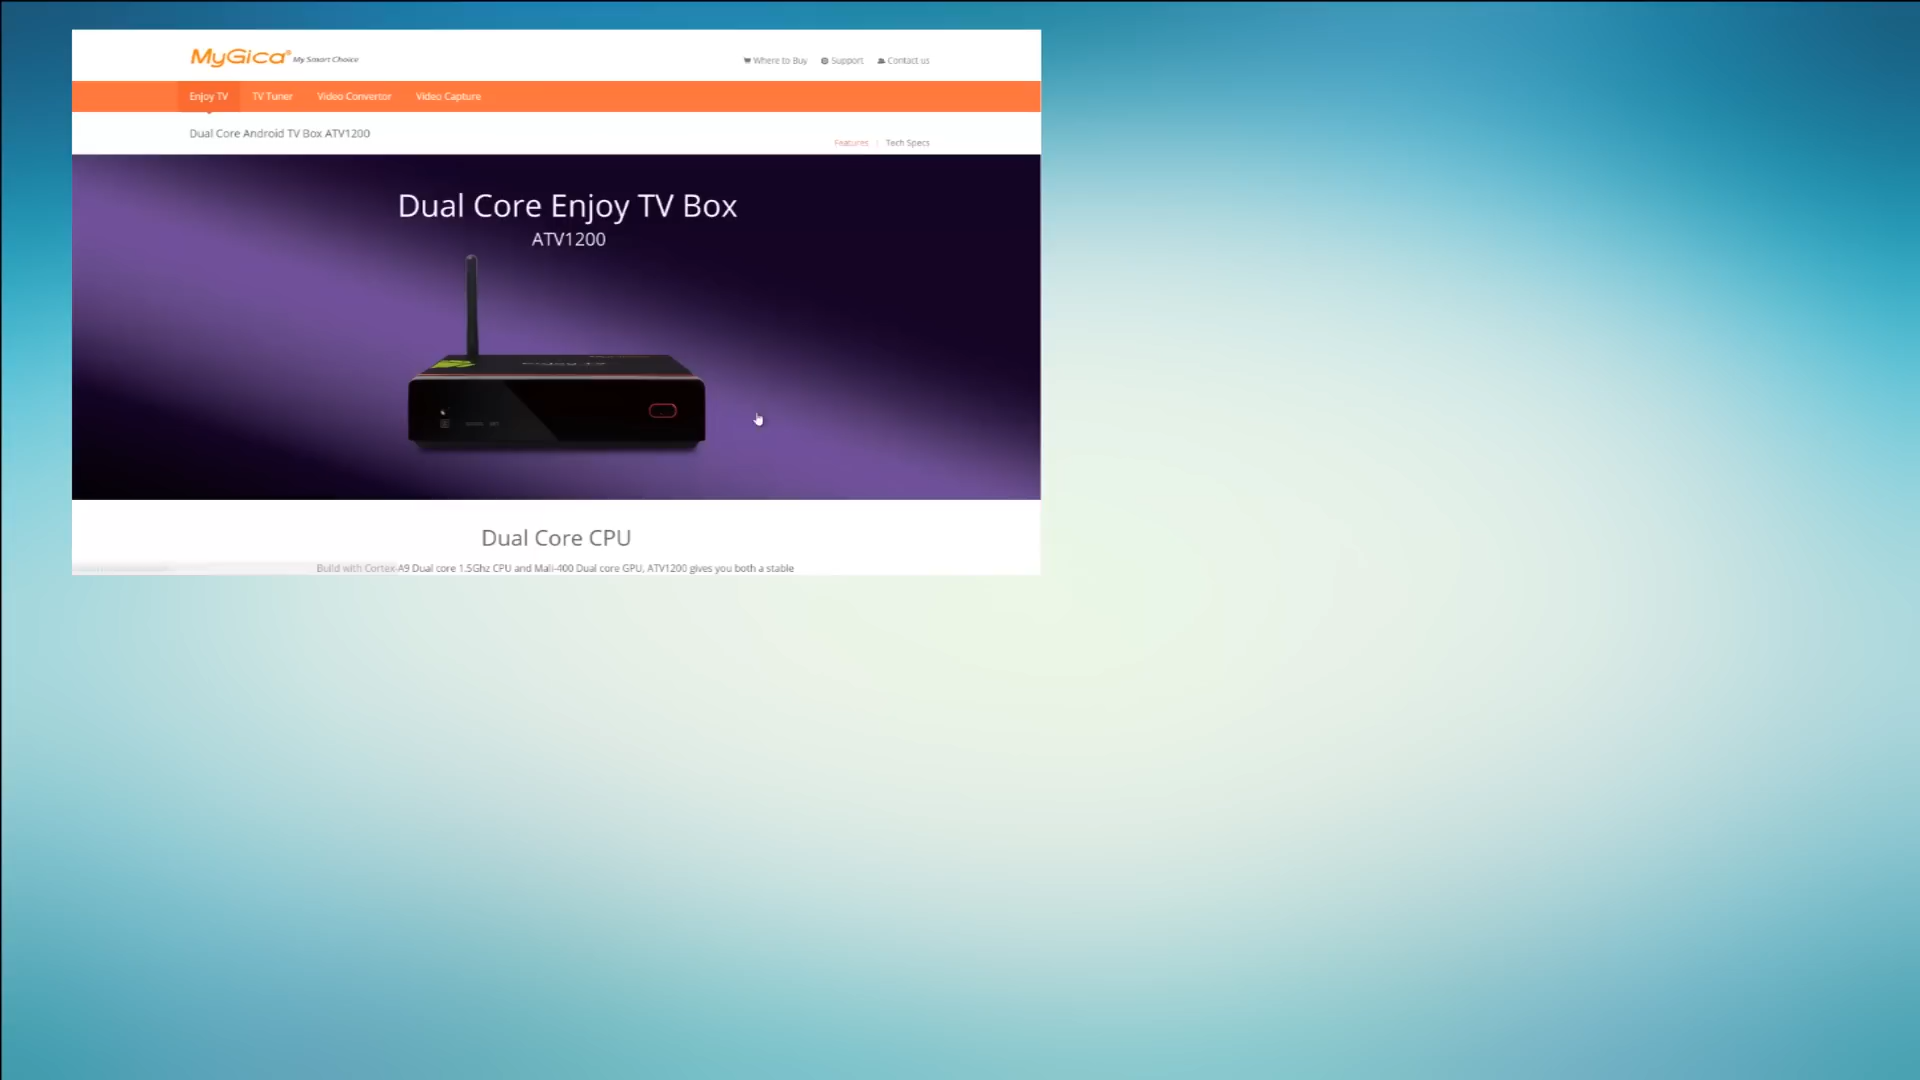 MyGica® My Smart Choice
Where to Buy Support Contact us
Enjoy TV TV Tuner Video Convertor Video Capture
Dual Core Android TV Box ATV1200
Features | Tech Specs
Dual Core Enjoy TV Box
ATV1200
Dual Core CPU
Build with Cortex-A9 Dual core 1.5Ghz CPU and Mali-400 Dual core GPU, ATV1200 gives you both a stable